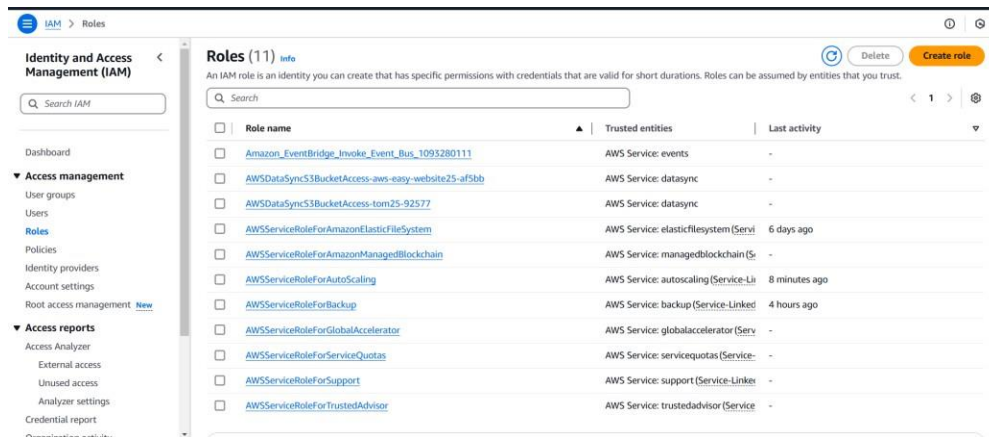 IAM > Roles
Identity and Access Management (IAM)
Search IAM
Dashboard
Access management
User groups
Users
Roles
Policies
Identity providers
Account settings
Root access management New
Access reports
Access Analyzer
External access
Unused access
Analyzer settings
Credential report
Organization activity
Roles (11) Info
Delete
Create role
An IAM role is an identity you can create that has specific permissions with credentials that are valid for short durations. Roles can be assumed by entities that you trust.
Search
1
Role name Trusted entities Last activity
Amazon_EventBridge_Invoke_Event_Bus_1093280111 AWS Service: events -
AWSDataSyncS3BucketAccess-aws-easy-website25-af5bb AWS Service: datasync -
AWSDataSyncS3BucketAccess-tom25-92577 AWS Service: datasync -
AWSServiceRoleForAmazonElasticFileSystem AWS Service: elasticfilesystem (Servi 6 days ago
AWSServiceRoleForAmazonManagedBlockchain AWS Service: managedblockchain (S -
AWSServiceRoleForAutoScaling AWS Service: autoscaling (Service-Li 8 minutes ago
AWSServiceRoleForBackup AWS Service: backup (Service-Linked 4 hours ago
AWSServiceRoleForGlobalAccelerator AWS Service: globalaccelerator (Serv -
AWSServiceRoleForServiceQuotas AWS Service: servicequotas (Service- -
AWSServiceRoleForSupport AWS Service: support (Service-Linke -
AWSServiceRoleForTrustedAdvisor AWS Service: trustedadvisor (Service -